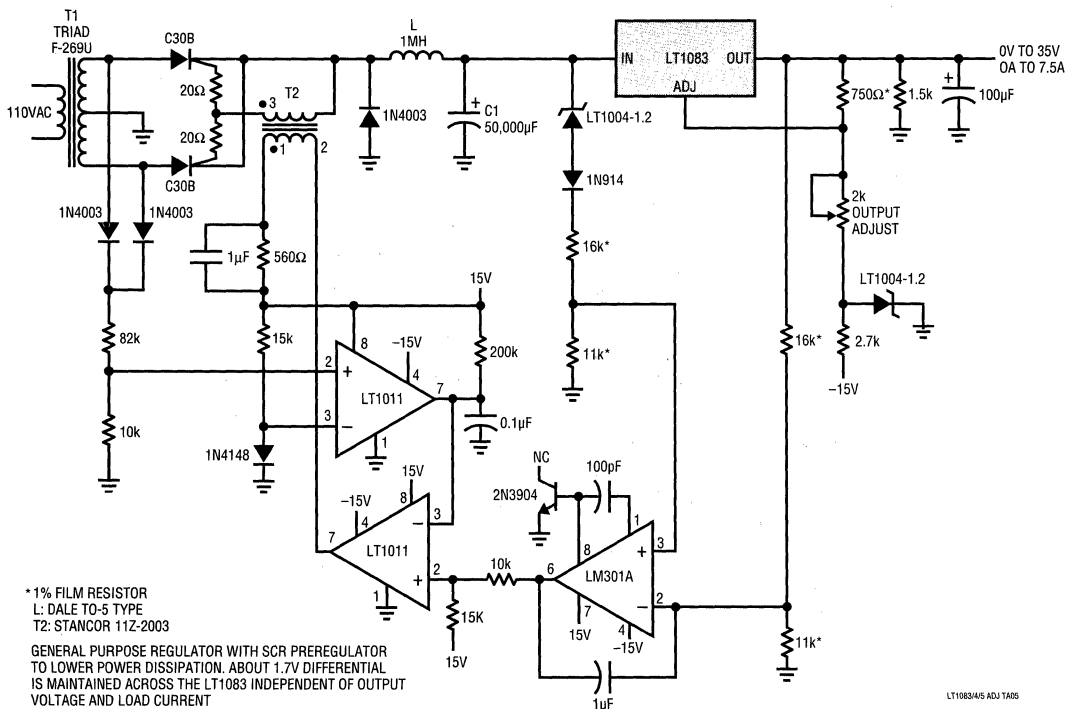 T1
TRIAD
F-269U
110VAC
C30B
20Ω
20Ω
C30B
3
T2
1
2
L
1MH
1N4003
+
C1
50,000µF
IN
LT1083
OUT
ADJ
LT1004-1.2
1N914
16k*
11k*
750Ω*
1.5k
+
100µF
0V TO 35V
0A TO 7.5A
2k
OUTPUT
ADJUST
LT1004-1.2
2.7k
–15V
16k*
11k*
1N4003
1N4003
1µF
560Ω
15V
82k
15k
200k
10k
1N4148
2
+
3
–
8
–15V
4
7
LT1011
1
0.1µF
15V
8
–15V
4
7
LT1011
3
–
2
+
1
10k
15K
15V
NC
2N3904
100pF
1
8
3
+
6
LM301A
2
–
7
15V
4
–15V
1µF
* 1% FILM RESISTOR
L: DALE TO-5 TYPE
T2: STANCOR 11Z-2003
GENERAL PURPOSE REGULATOR WITH SCR PREREGULATOR
TO LOWER POWER DISSIPATION. ABOUT 1.7V DIFFERENTIAL
IS MAINTAINED ACROSS THE LT1083 INDEPENDENT OF OUTPUT
VOLTAGE AND LOAD CURRENT
LT1083/4/5 ADJ TA05